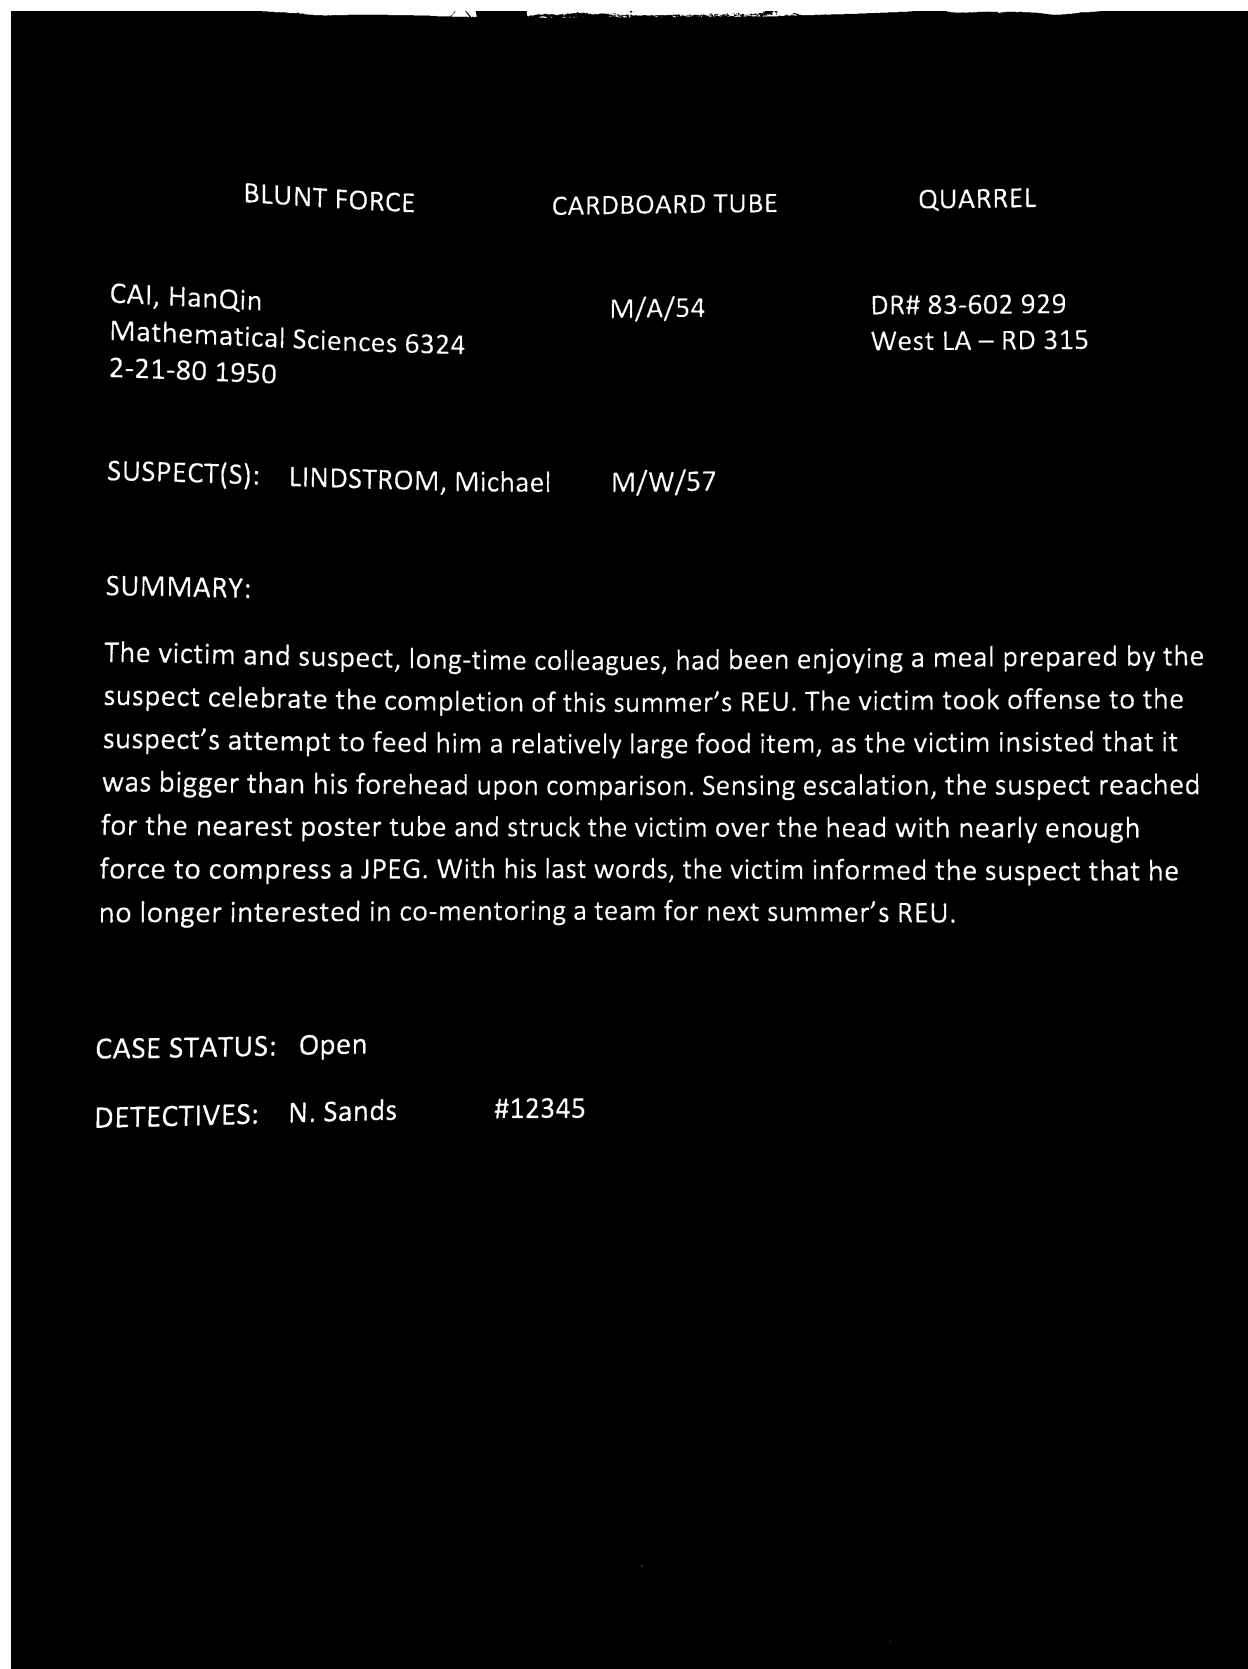 BLUNT FORCE CARDBOARD TUBE QUARREL
CAI, HanQin M/A/54 DR# 83-602 929
Mathematical Sciences 6324 West LA – RD 315
2-21-80 1950
SUSPECT(S): LINDSTROM, Michael M/W/57
SUMMARY:
The victim and suspect, long-time colleagues, had been enjoying a meal prepared by the
suspect celebrate the completion of this summer's REU. The victim took offense to the
suspect's attempt to feed him a relatively large food item, as the victim insisted that it
was bigger than his forehead upon comparison. Sensing escalation, the suspect reached
for the nearest poster tube and struck the victim over the head with nearly enough
force to compress a JPEG. With his last words, the victim informed the suspect that he
no longer interested in co-mentoring a team for next summer's REU.
CASE STATUS: Open
DETECTIVES: N. Sands #12345